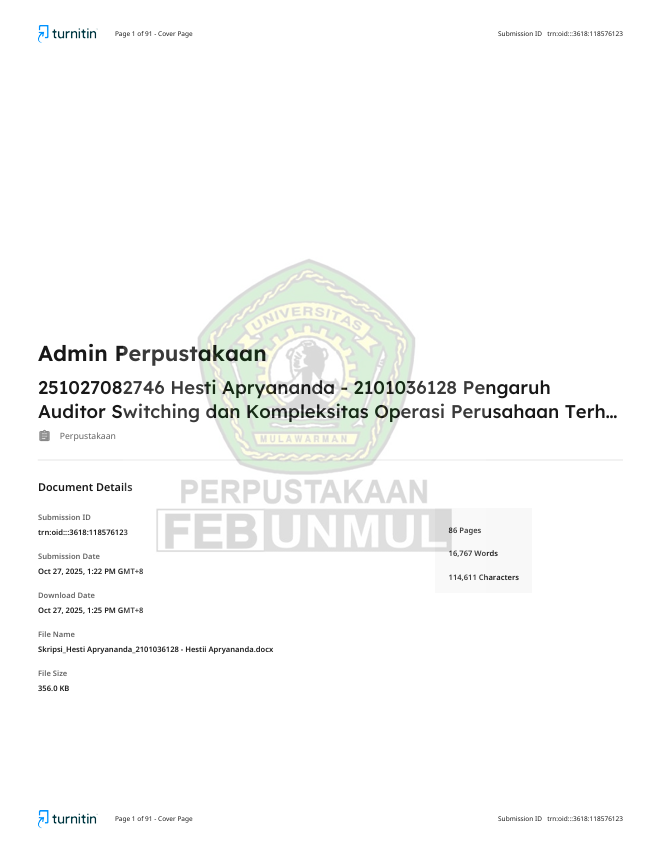 turnitin Page 1 of 91 - Cover Page Submission ID trn:oid:::3618:118576123
UNIVERSITAS
Admin Perpustakaan
251027082746 Hesti Apryananda - 2101036128 Pengaruh
Auditor Switching dan Kompleksitas Operasi Perusahaan Terh...
Perpustakaan
MULAWARMAN
PERPUSTAKAAN
FEB UNMUL
Document Details
Submission ID
trn:oid:::3618:118576123
Submission Date
Oct 27, 2025, 1:22 PM GMT+8
Download Date
Oct 27, 2025, 1:25 PM GMT+8
File Name
Skripsi_Hesti Apryananda_2101036128 - Hestii Apryananda.docx
File Size
356.0 KB
86 Pages
16,767 Words
114,611 Characters
turnitin Page 1 of 91 - Cover Page Submission ID trn:oid:::3618:118576123